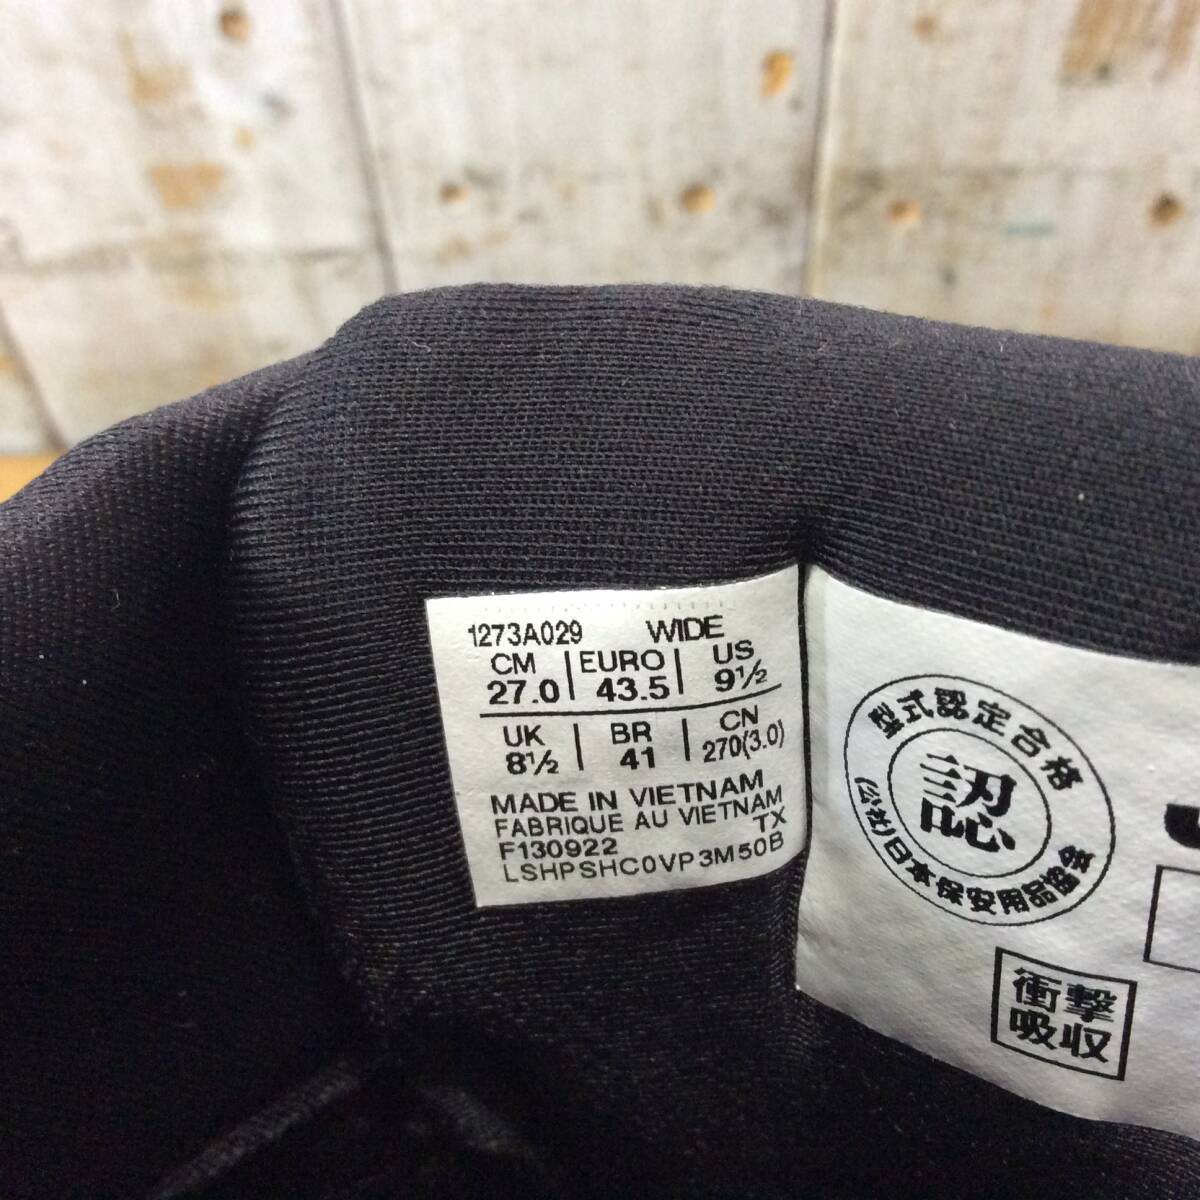 1273A029 WIDE
CM EURO US
27.0 43.5 9½
UK BR CN
8½ 41 270(3.0)
MADE IN VIETNAM
FABRIQUE AU VIETNAM
F130922 TX
LSHPSHC0VP3M50B
型式認定合格
認
(公社)日本保安用品協会
衝撃
吸収